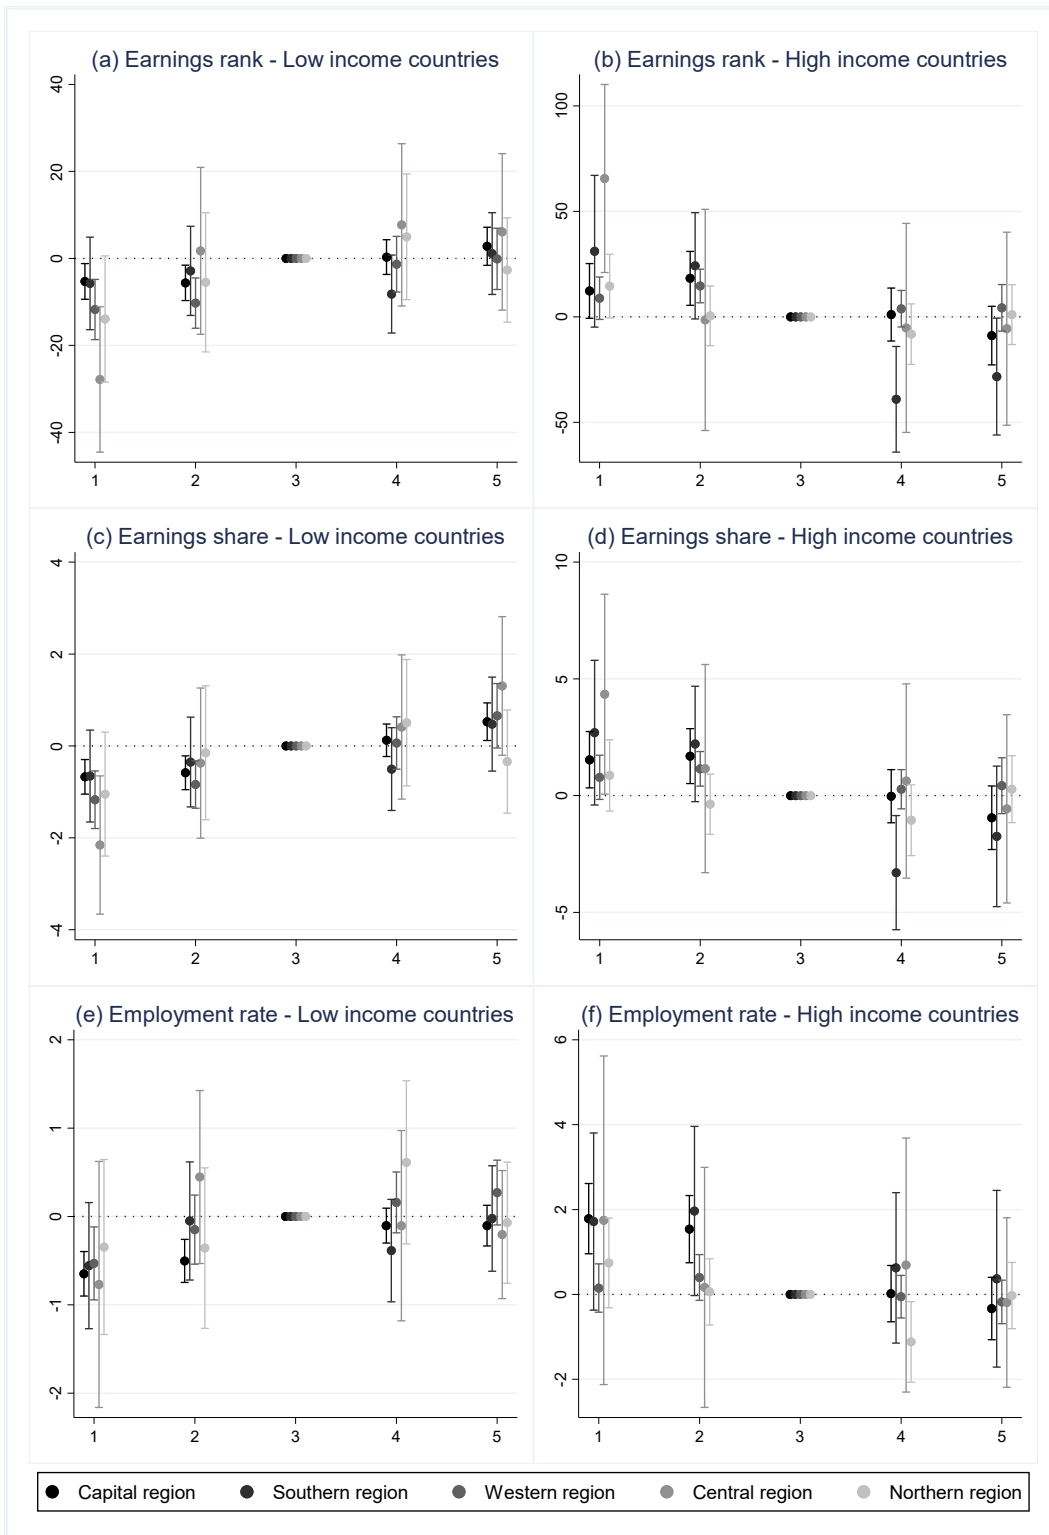 (a) Earnings rank - Low income countries
40
20
0
-20
-40
1 2 3 4 5
(b) Earnings rank - High income countries
100
50
0
-50
1 2 3 4 5
(c) Earnings share - Low income countries
4
2
0
-2
-4
1 2 3 4 5
(d) Earnings share - High income countries
10
5
0
-5
1 2 3 4 5
(e) Employment rate - Low income countries
2
1
0
-1
-2
1 2 3 4 5
(f) Employment rate - High income countries
6
4
2
0
-2
1 2 3 4 5
Capital region Southern region Western region Central region Northern region